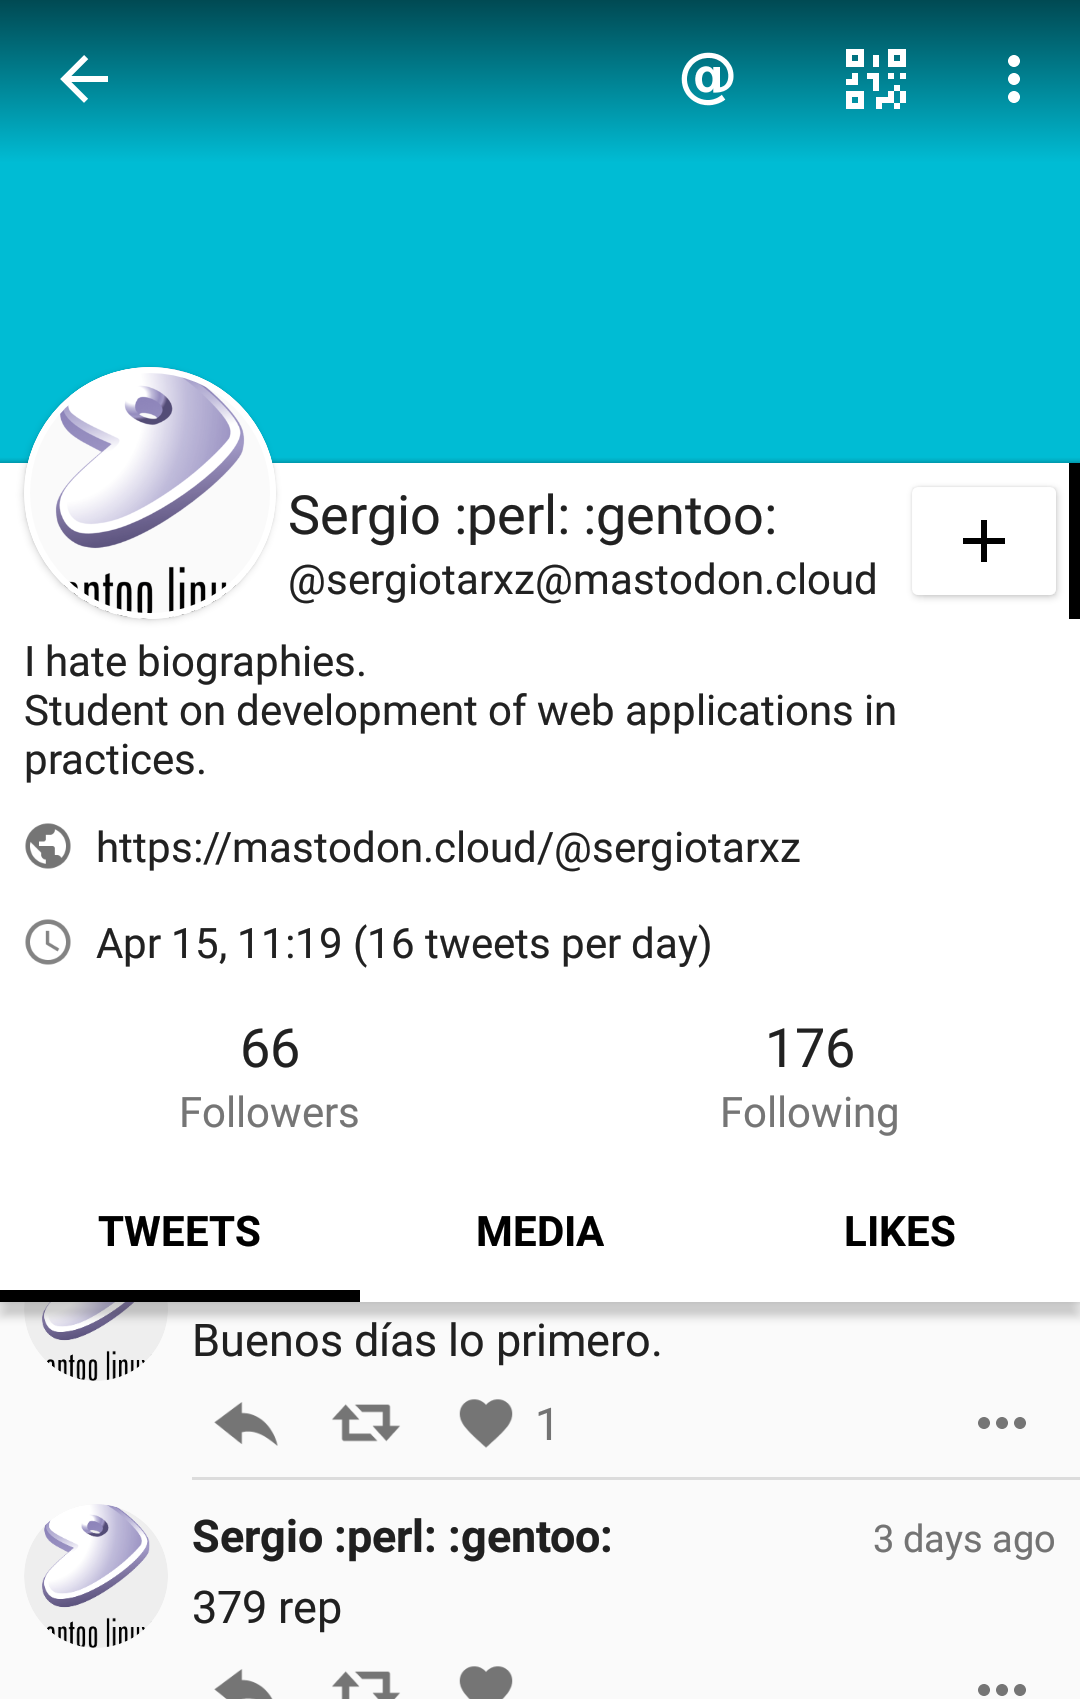 @
Sergio :perl: :gentoo:
@sergiotarxz@mastodon.cloud
I hate biographies.
Student on development of web applications in
practices.
https://mastodon.cloud/@sergiotarxz
Apr 15, 11:19 (16 tweets per day)
66
Followers
176
Following
TWEETS
MEDIA
LIKES
Buenos días lo primero.
1
Sergio :perl: :gentoo:
3 days ago
379 rep